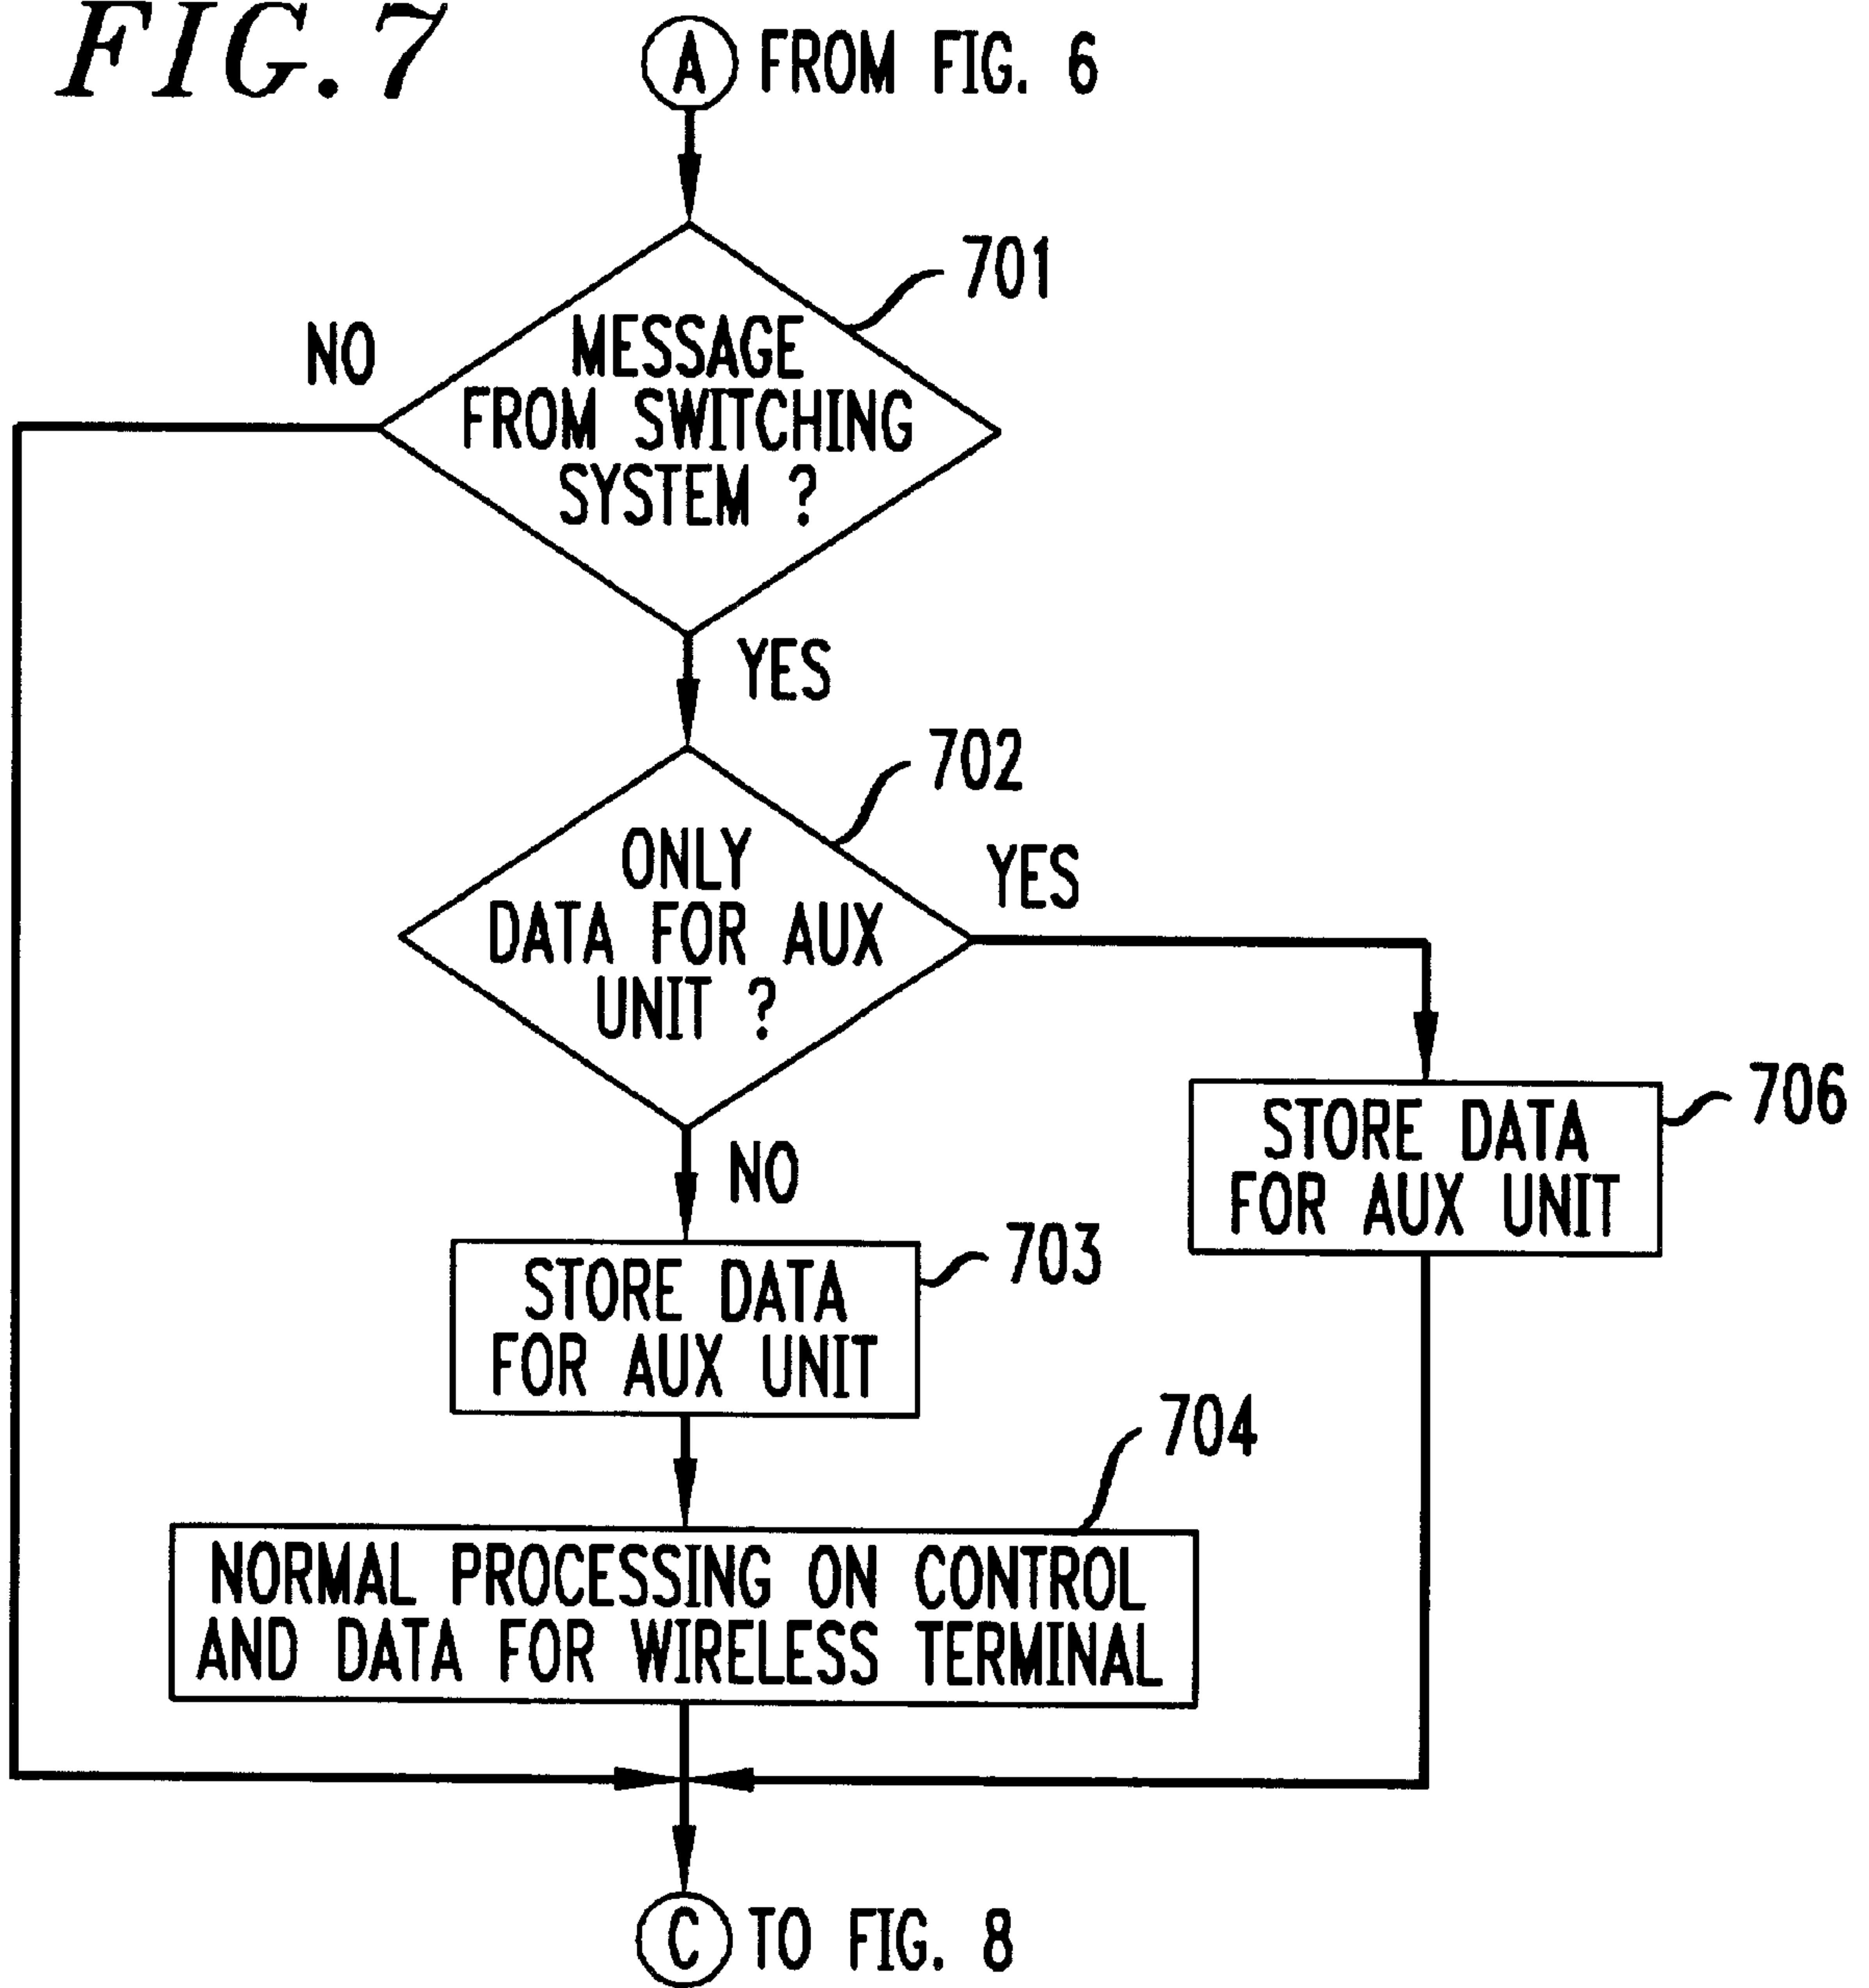 FIG. 7
A FROM FIG. 6
701
MESSAGE
FROM SWITCHING
SYSTEM ?
NO
YES
702
ONLY
DATA FOR AUX
UNIT ?
YES
NO
706
STORE DATA
FOR AUX UNIT
703
STORE DATA
FOR AUX UNIT
704
NORMAL PROCESSING ON CONTROL
AND DATA FOR WIRELESS TERMINAL
C TO FIG. 8